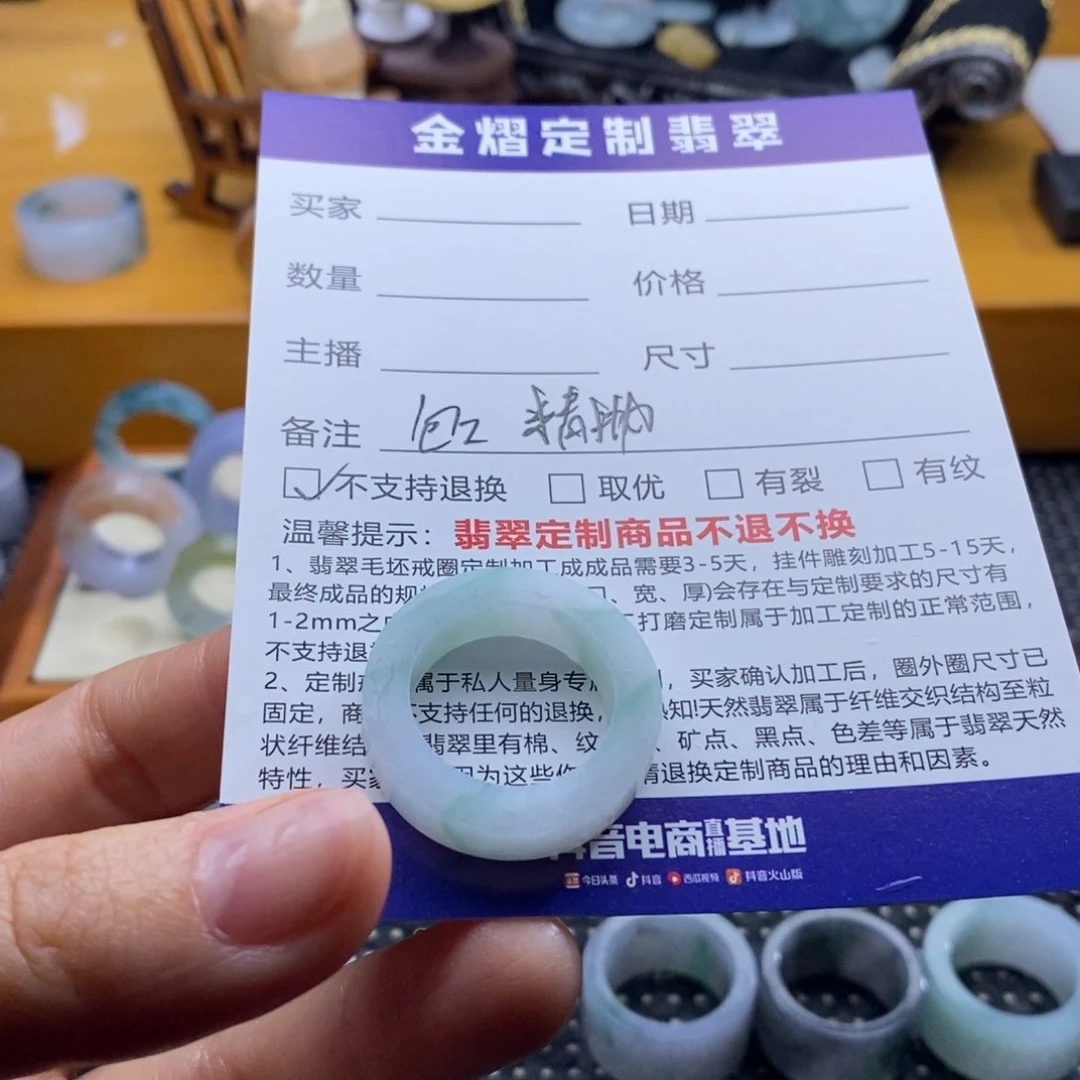 金熠定制翡翠
买家 日期
数量 价格
主播 尺寸
备注 包工 精抛
不支持退换 取优 有裂 有纹
温馨提示：翡翠定制商品不退不换
1、翡翠毛坯戒圈定制加工成成品需要3-5天，挂件雕刻加工5-15天，
最终成品的规 、宽、厚)会存在与定制要求的尺寸有
1-2mm之 打磨定制属于加工定制的正常范围，
不支持退
2、定制 属于私人量身专 ，买家确认加工后，圈外圈尺寸已
固定，商 不支持任何的退换， 知!天然翡翠属于纤维交织结构至粒
状纤维结 翡翠里有棉、纹 、矿点、黑点、色差等属于翡翠天然
特性，买 因为这些 退换定制商品的理由和因素。
抖音电商直播基地
今日头条 抖音 西瓜视频 抖音火山版